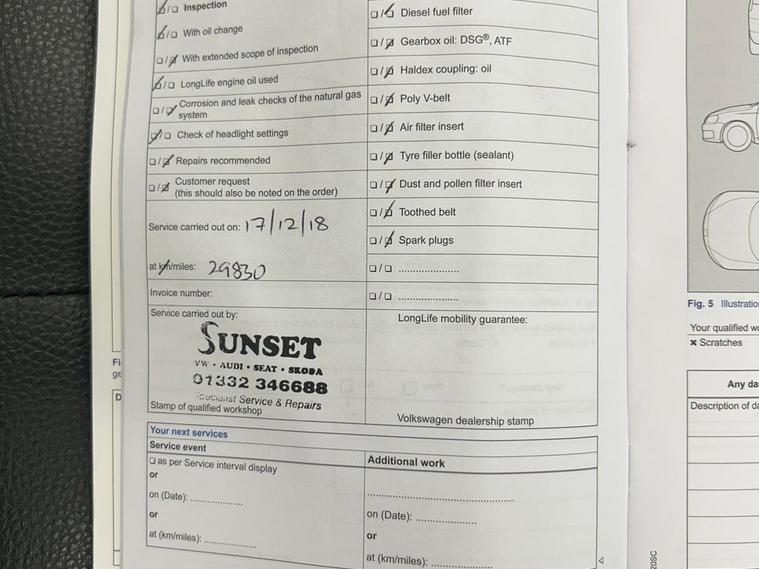 Inspection
With oil change
With extended scope of inspection
LongLife engine oil used
Corrosion and leak checks of the natural gas
system
Check of headlight settings
Repairs recommended
Customer request
(this should also be noted on the order)
Service carried out on: 17/12/18
at km/miles: 29830
Invoice number:
Service carried out by:
SUNSET
VW • AUDI • SEAT • SKODA
01332 346688
Specialist Service & Repairs
Stamp of qualified workshop
Diesel fuel filter
Gearbox oil: DSG®, ATF
Haldex coupling: oil
Poly V-belt
Air filter insert
Tyre filler bottle (sealant)
Dust and pollen filter insert
Toothed belt
Spark plugs
LongLife mobility guarantee:
Volkswagen dealership stamp
Your next services
Service event
as per Service interval display
or
on (Date): ....................
or
at (km/miles): ....................
Additional work
on (Date): ....................
or
at (km/miles): ....................
Fig. 5 Illustratio
Your qualified wo
× Scratches
Any da
Description of da